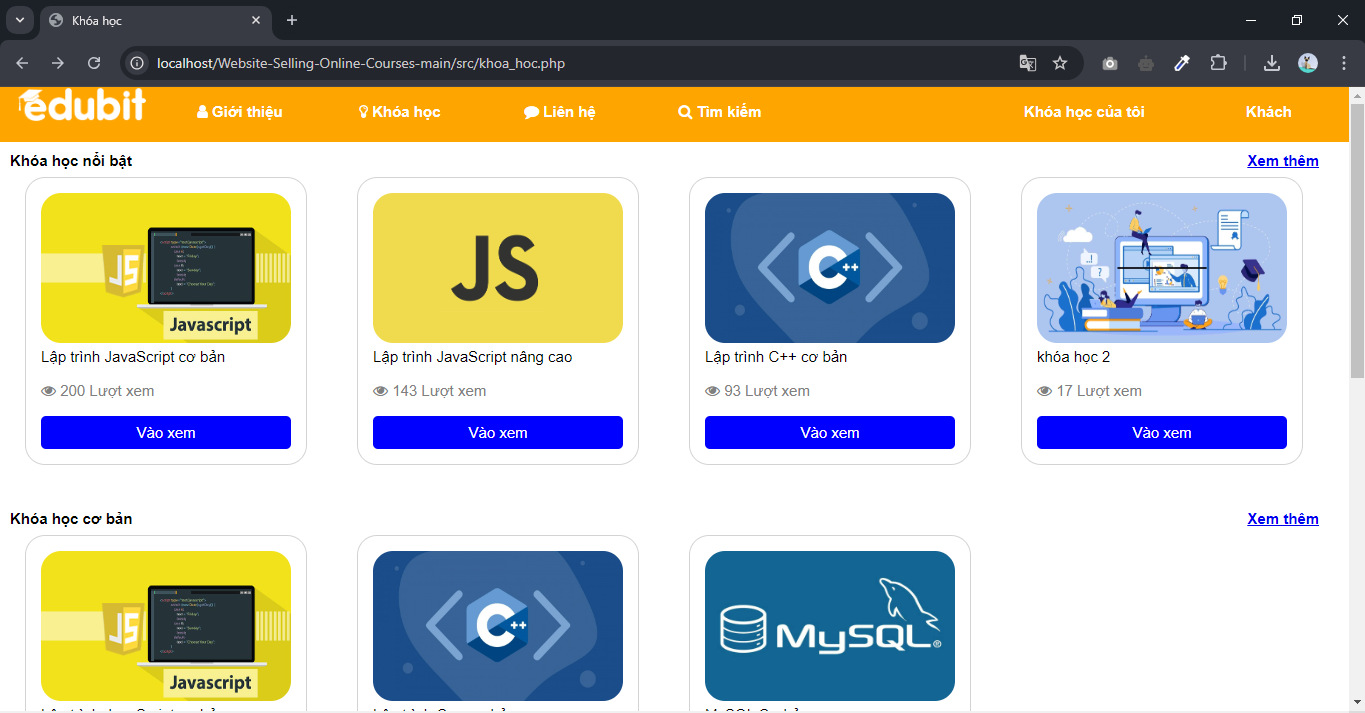 Khóa học
localhost/Website-Selling-Online-Courses-main/src/khoa_hoc.php
edubit Giới thiệu Khóa học Liên hệ Tìm kiếm Khóa học của tôi Khách
Khóa học nổi bật Xem thêm
JS
Javascript
JS
C++
Lập trình JavaScript cơ bản Lập trình JavaScript nâng cao Lập trình C++ cơ bản khóa học 2
200 Lượt xem 143 Lượt xem 93 Lượt xem 17 Lượt xem
Vào xem Vào xem Vào xem Vào xem
Khóa học cơ bản Xem thêm
JS
Javascript
C++
MySQL®